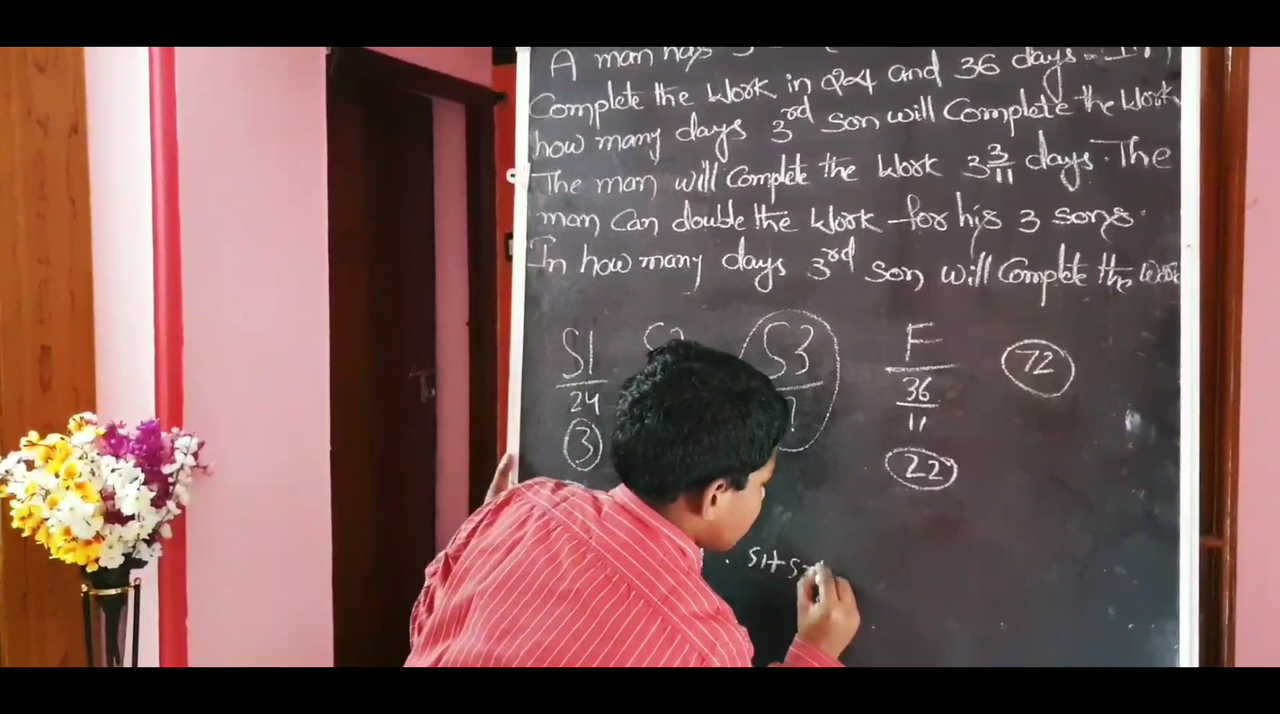 A man has 3
Complete the work in 24 and 36 days. In
how many days 3rd son will Complete the work
The man will Complete the work 3 3/11 days. The
man Can double the work for his 3 sons.
In how many days 3rd son will Complete the work
S1 S2 S3 F 72
24 36/11
3 22
S1+S